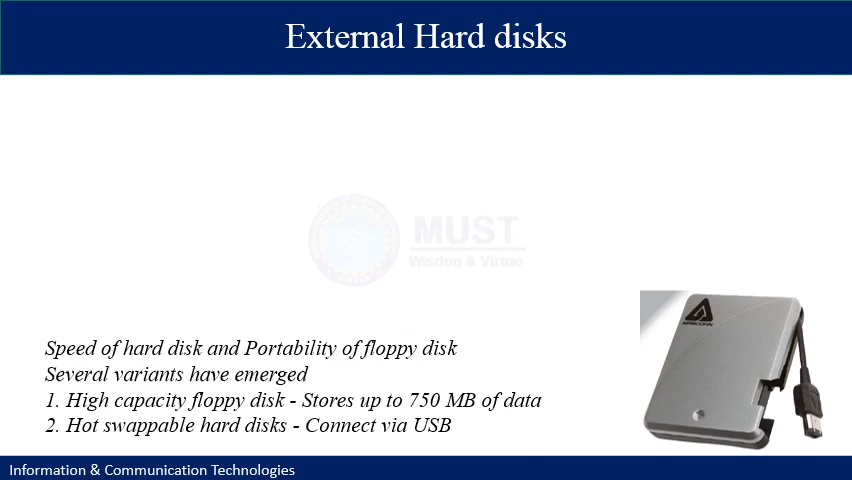 External Hard disks
MUST
Wisdom & Virtue
APRICORN
Speed of hard disk and Portability of floppy disk
Several variants have emerged
1. High capacity floppy disk - Stores up to 750 MB of data
2. Hot swappable hard disks - Connect via USB
Information & Communication Technologies